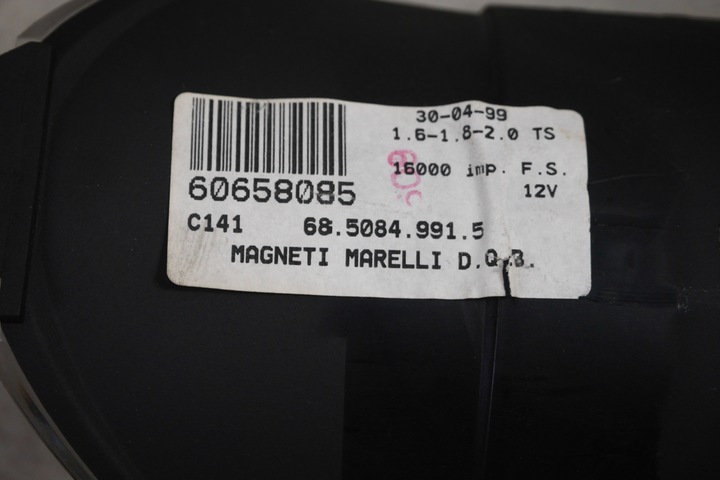 30-04-99
1.6-1.8-2.0 TS
16000 imp. F.S.
12V
60658085
C141 68.5084.991.5
MAGNETI MARELLI D.Q.B.